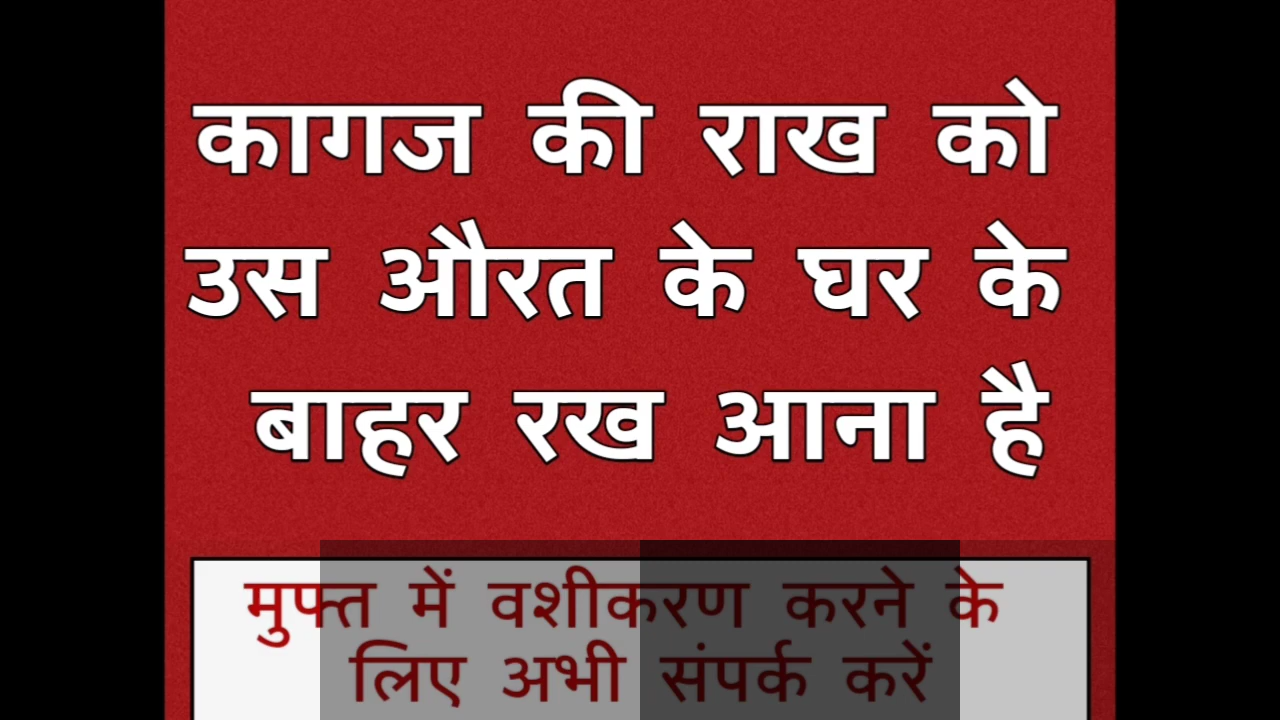 कागज की राख को
उस औरत के घर के
बाहर रख आना है
मुफ्त में वशीकरण करने के
लिए अभी संपर्क करें